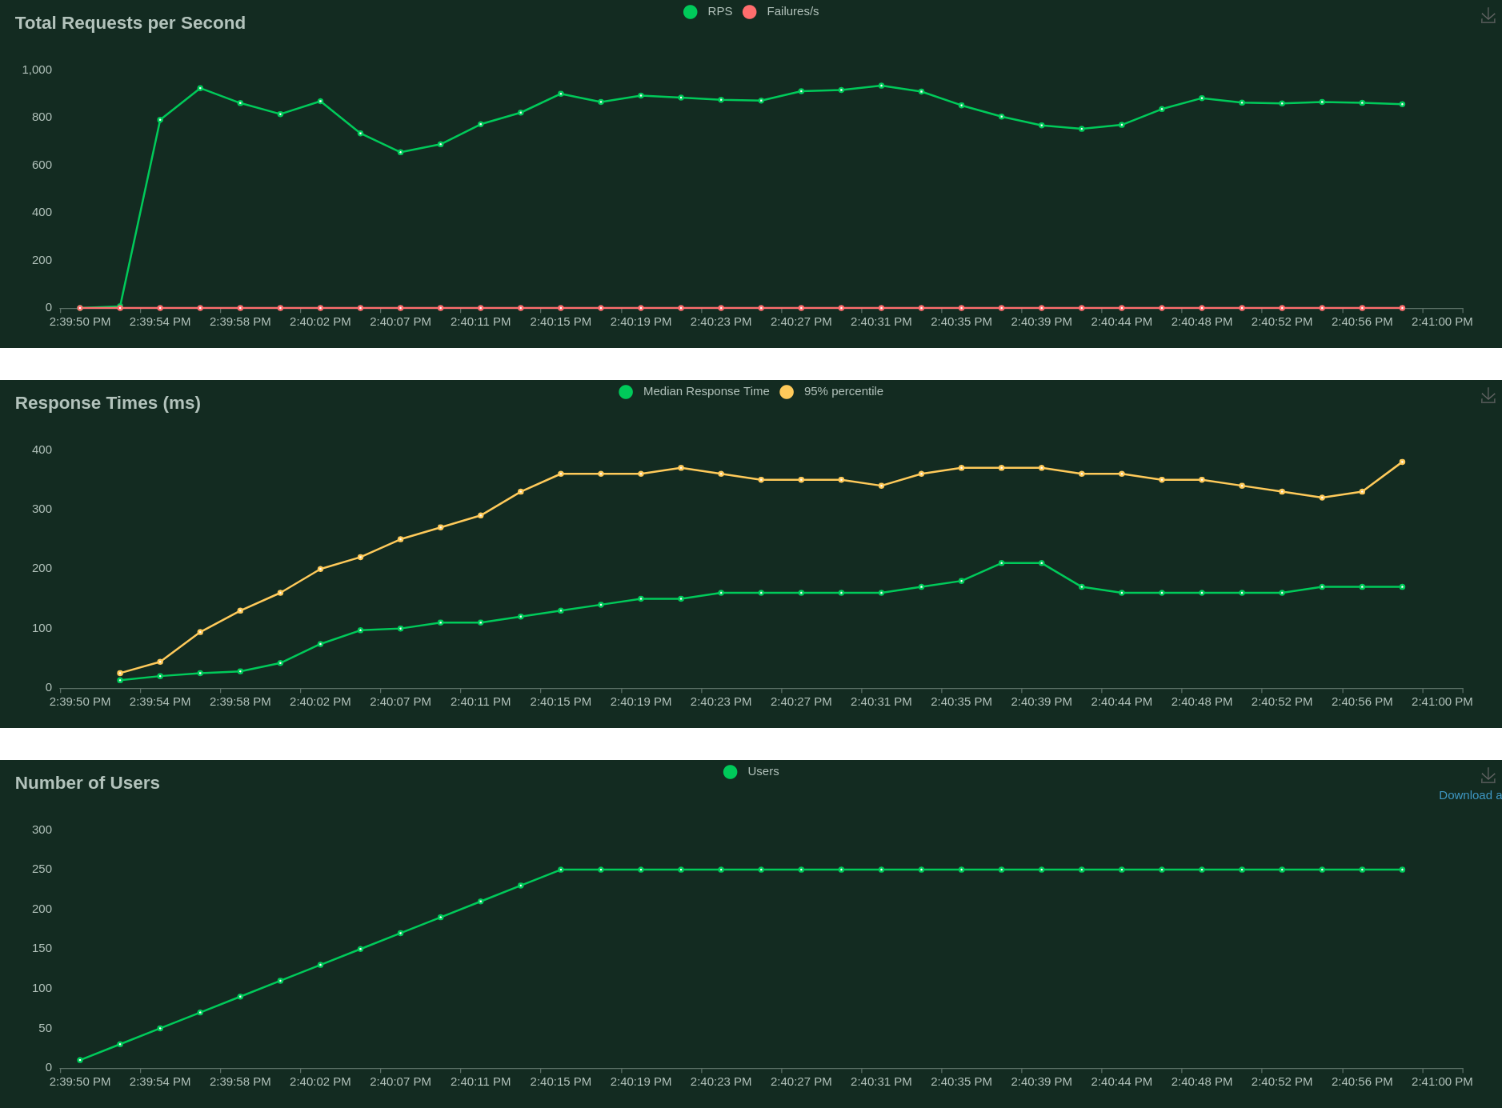 Total Requests per Second
RPS Failures/s
1,000
800
600
400
200
0
2:39:50 PM 2:39:54 PM 2:39:58 PM 2:40:02 PM 2:40:07 PM 2:40:11 PM 2:40:15 PM 2:40:19 PM 2:40:23 PM 2:40:27 PM 2:40:31 PM 2:40:35 PM 2:40:39 PM 2:40:44 PM 2:40:48 PM 2:40:52 PM 2:40:56 PM 2:41:00 PM
Response Times (ms)
Median Response Time 95% percentile
400
300
200
100
0
2:39:50 PM 2:39:54 PM 2:39:58 PM 2:40:02 PM 2:40:07 PM 2:40:11 PM 2:40:15 PM 2:40:19 PM 2:40:23 PM 2:40:27 PM 2:40:31 PM 2:40:35 PM 2:40:39 PM 2:40:44 PM 2:40:48 PM 2:40:52 PM 2:40:56 PM 2:41:00 PM
Number of Users
Users
Download a
300
250
200
150
100
50
0
2:39:50 PM 2:39:54 PM 2:39:58 PM 2:40:02 PM 2:40:07 PM 2:40:11 PM 2:40:15 PM 2:40:19 PM 2:40:23 PM 2:40:27 PM 2:40:31 PM 2:40:35 PM 2:40:39 PM 2:40:44 PM 2:40:48 PM 2:40:52 PM 2:40:56 PM 2:41:00 PM